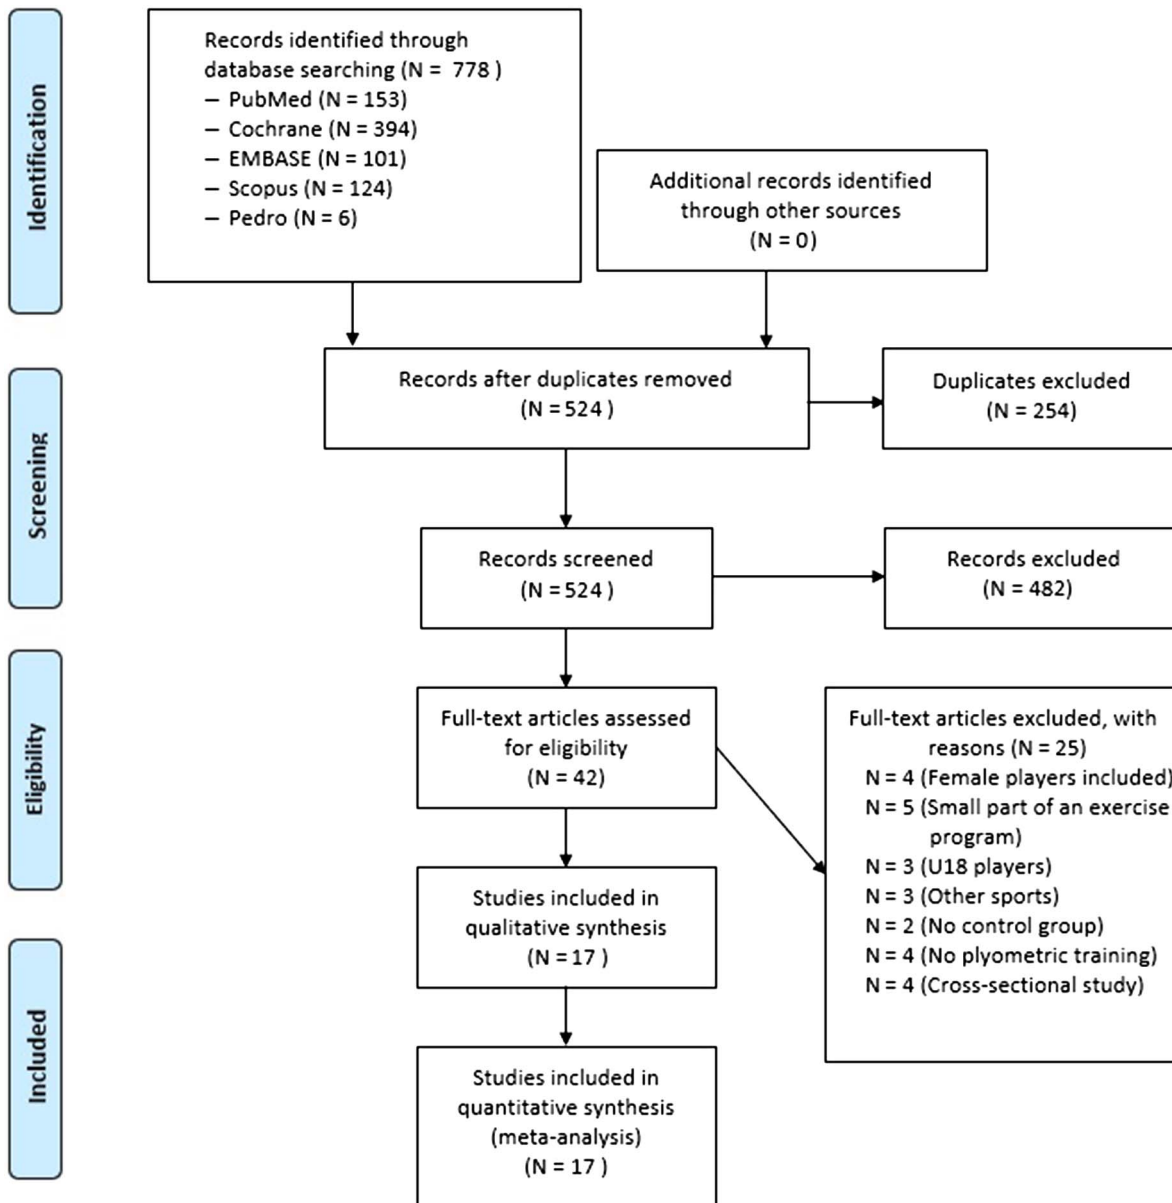 Identification
Records identified through
database searching (N = 778 )
– PubMed (N = 153)
– Cochrane (N = 394)
– EMBASE (N = 101)
– Scopus (N = 124)
– Pedro (N = 6)
Additional records identified
through other sources
(N = 0)
Screening
Records after duplicates removed
(N = 524 )
Duplicates excluded
(N = 254)
Records screened
(N = 524 )
Records excluded
(N = 482)
Eligibility
Full-text articles assessed
for eligibility
(N = 42)
Full-text articles excluded, with
reasons (N = 25)
N = 4 (Female players included)
N = 5 (Small part of an exercise
program)
N = 3 (U18 players)
N = 3 (Other sports)
N = 2 (No control group)
N = 4 (No plyometric training)
N = 4 (Cross-sectional study)
Studies included in
qualitative synthesis
(N = 17 )
Included
Studies included in
quantitative synthesis
(meta-analysis)
(N = 17 )